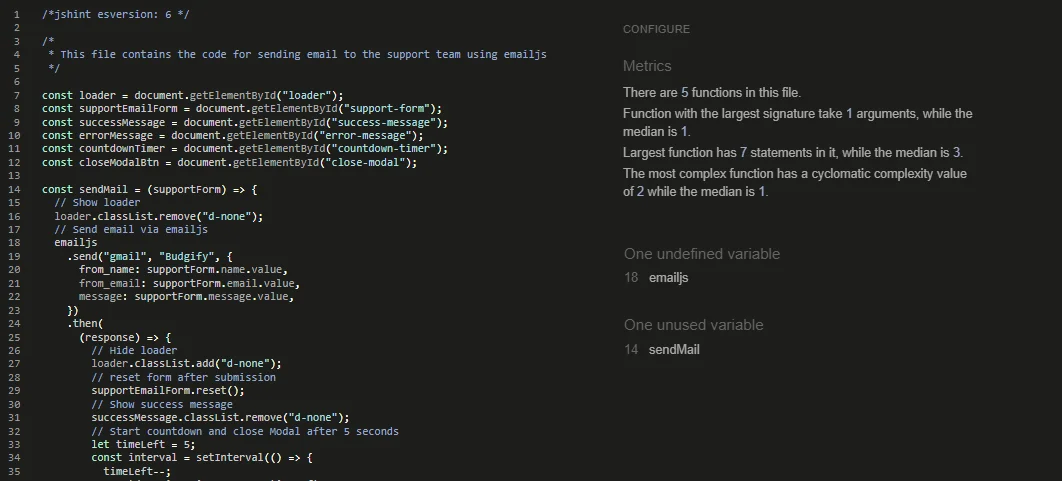 1 /*jshint esversion: 6 */
2
3 /*
4 * This file contains the code for sending email to the support team using emailjs
5 */
6
7 const loader = document.getElementById("loader");
8 const supportEmailForm = document.getElementById("support-form");
9 const successMessage = document.getElementById("success-message");
10 const errorMessage = document.getElementById("error-message");
11 const countdownTimer = document.getElementById("countdown-timer");
12 const closeModalBtn = document.getElementById("close-modal");
13
14 const sendMail = (supportForm) => {
15 // Show loader
16 loader.classList.remove("d-none");
17 // Send email via emailjs
18 emailjs
19 .send("gmail", "Budgify", {
20 from_name: supportForm.name.value,
21 from_email: supportForm.email.value,
22 message: supportForm.message.value,
23 })
24 .then(
25 (response) => {
26 // Hide loader
27 loader.classList.add("d-none");
28 // reset form after submission
29 supportEmailForm.reset();
30 // Show success message
31 successMessage.classList.remove("d-none");
32 // Start countdown and close Modal after 5 seconds
33 let timeLeft = 5;
34 const interval = setInterval(() => {
35 timeLeft--;
CONFIGURE
Metrics
There are 5 functions in this file.
Function with the largest signature take 1 arguments, while the
median is 1.
Largest function has 7 statements in it, while the median is 3.
The most complex function has a cyclomatic complexity value
of 2 while the median is 1.
One undefined variable
18 emailjs
One unused variable
14 sendMail